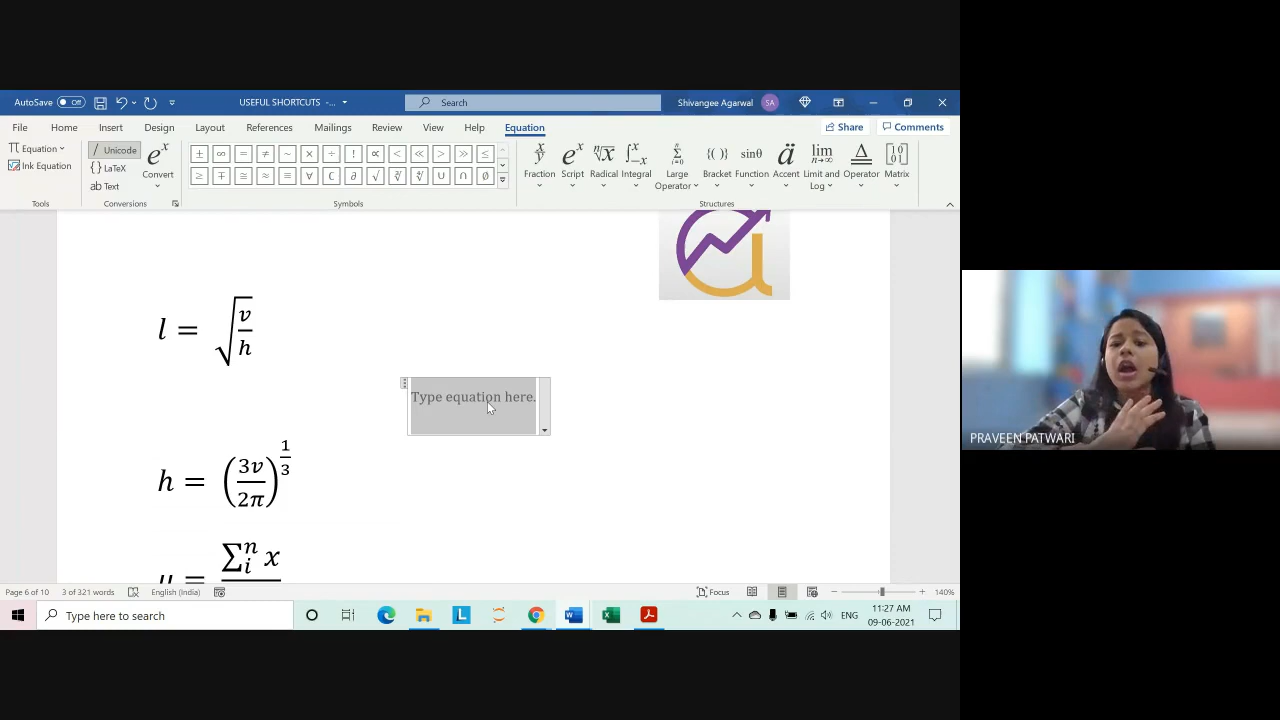 AutoSave Off USEFUL SHORTCUTS -... Search Shivangee Agarwal SA
File Home Insert Design Layout References Mailings Review View Help Equation Share Comments
Equation Unicode
Ink Equation LaTeX
Text
Convert
± ∞ = ≠ ~ × ÷ ! ∝ < ≪ > ≫ ≤
≥ ∓ ≅ ≈ ≡ ∀ ∁ ∂ √ ∛ ∜ ∪ ∩ ∅
Fraction Script Radical Integral Large Operator Bracket Function Accent Limit and Log Operator Matrix
Tools Conversions Symbols Structures
l = √(v/h)
Type equation here.
h = (3v/2π)^(1/3)
PRAVEEN PATWARI
∑ᵢⁿ x
Page 6 of 10 3 of 321 words English (India) Focus 140%
Type here to search ENG 11:27 AM
09-06-2021